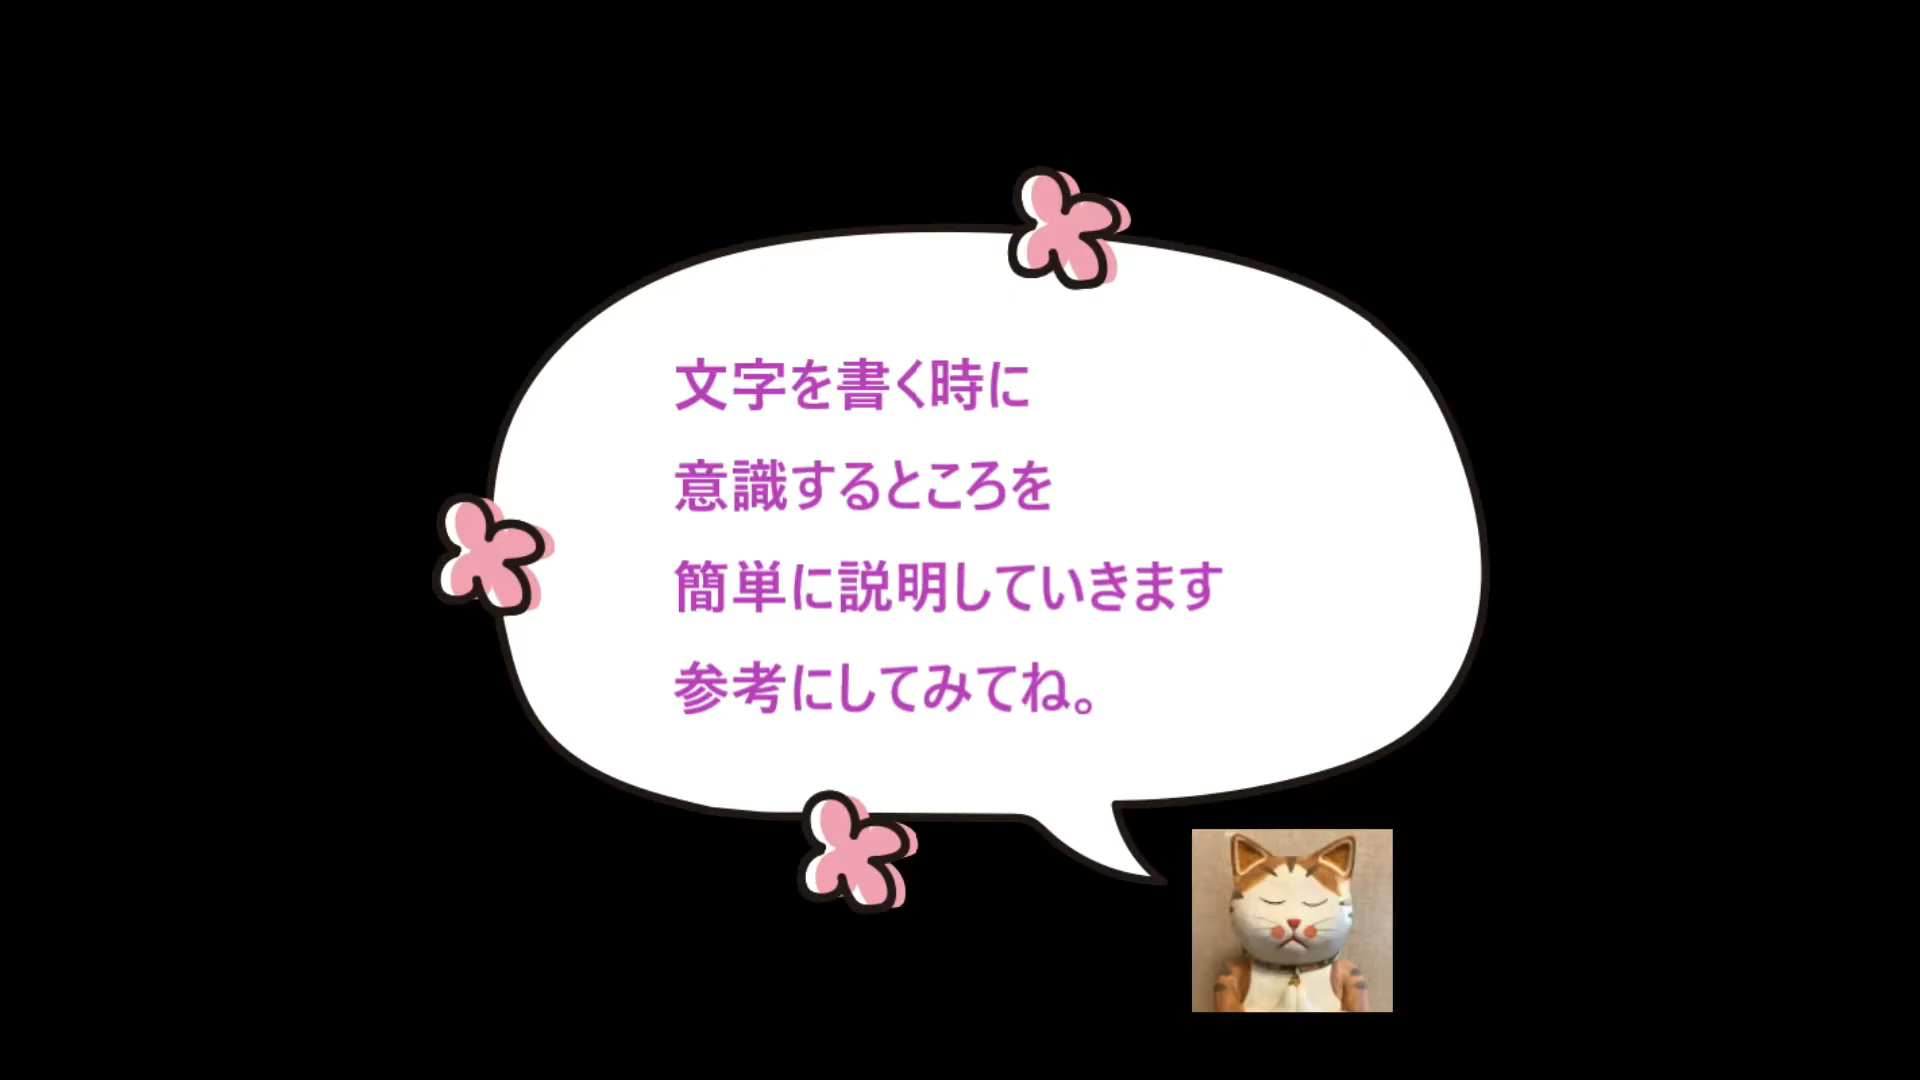 文字を書く時に
意識するところを
簡単に説明していきます
参考にしてみてね。